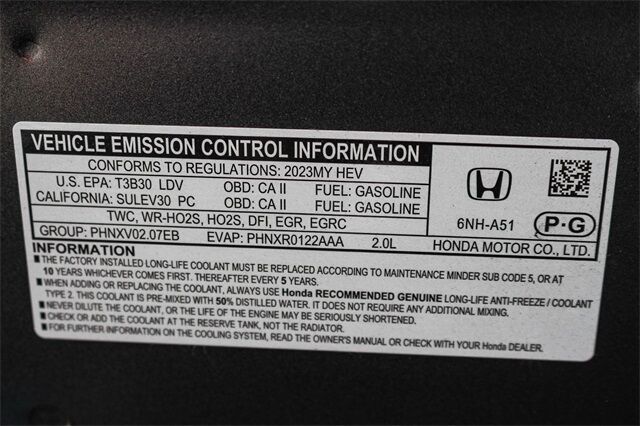 VEHICLE EMISSION CONTROL INFORMATION
CONFORMS TO REGULATIONS: 2023MY HEV
U.S. EPA: T3B30 LDV OBD: CA II FUEL: GASOLINE
CALIFORNIA: SULEV30 PC OBD: CA II FUEL: GASOLINE
TWC, WR-HO2S, HO2S, DFI, EGR, EGRC
GROUP: PHNXV02.07EB EVAP: PHNXR0122AAA 2.0L
6NH-A51 P-G
HONDA MOTOR CO., LTD.
INFORMATION
THE FACTORY INSTALLED LONG-LIFE COOLANT MUST BE REPLACED ACCORDING TO MAINTENANCE MINDER SUB CODE 5, OR AT
10 YEARS WHICHEVER COMES FIRST. THEREAFTER EVERY 5 YEARS.
WHEN ADDING OR REPLACING THE COOLANT, ALWAYS USE Honda RECOMMENDED GENUINE LONG-LIFE ANTI-FREEZE / COOLANT
TYPE 2. THIS COOLANT IS PRE-MIXED WITH 50% DISTILLED WATER. IT DOES NOT REQUIRE ANY ADDITIONAL MIXING.
NEVER DILUTE THE COOLANT, OR THE LIFE OF THE ENGINE MAY BE SERIOUSLY SHORTENED.
CHECK OR ADD THE COOLANT AT THE RESERVE TANK, NOT THE RADIATOR.
FOR FURTHER INFORMATION ON THE COOLING SYSTEM, READ THE OWNER'S MANUAL OR CHECK WITH YOUR Honda DEALER.